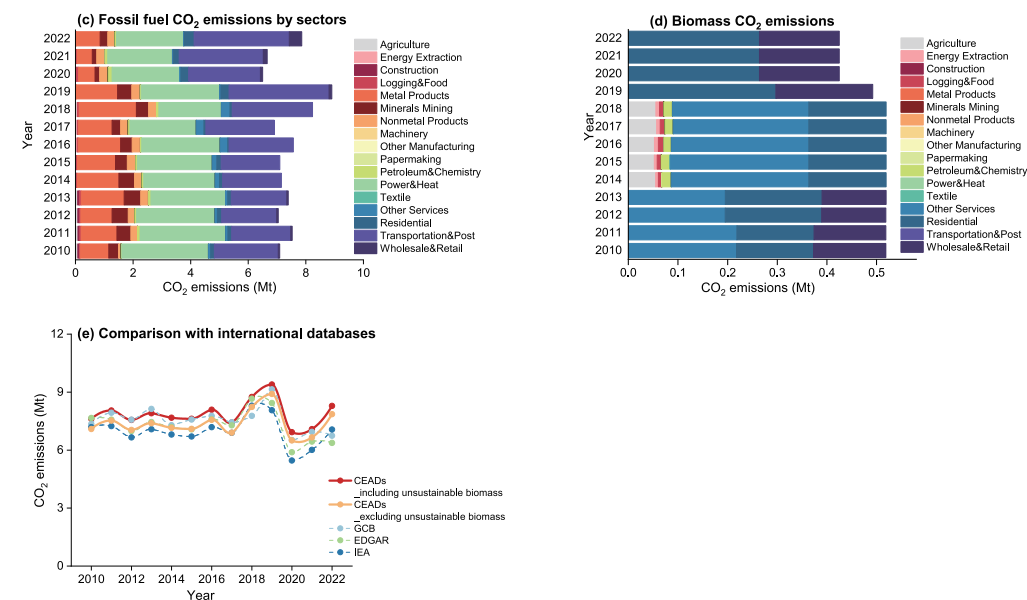 (c) Fossil fuel CO₂ emissions by sectors
Year
2022
2021
2020
2019
2018
2017
2016
2015
2014
2013
2012
2011
2010
0
2
4
6
8
10
CO₂ emissions (Mt)
Agriculture
Energy Extraction
Construction
Logging&Food
Metal Products
Minerals Mining
Nonmetal Products
Machinery
Other Manufacturing
Papermaking
Petroleum&Chemistry
Power&Heat
Textile
Other Services
Residential
Transportation&Post
Wholesale&Retail
(d) Biomass CO₂ emissions
Year
2022
2021
2020
2019
2018
2017
2016
2015
2014
2013
2012
2011
2010
0.0
0.1
0.2
0.3
0.4
0.5
CO₂ emissions (Mt)
Agriculture
Energy Extraction
Construction
Logging&Food
Metal Products
Minerals Mining
Nonmetal Products
Machinery
Other Manufacturing
Papermaking
Petroleum&Chemistry
Power&Heat
Textile
Other Services
Residential
Transportation&Post
Wholesale&Retail
(e) Comparison with international databases
CO₂ emissions (Mt)
12
9
6
3
0
2010
2012
2014
2016
2018
2020
2022
Year
CEADs
_including unsustainable biomass
CEADs
_excluding unsustainable biomass
GCB
EDGAR
IEA